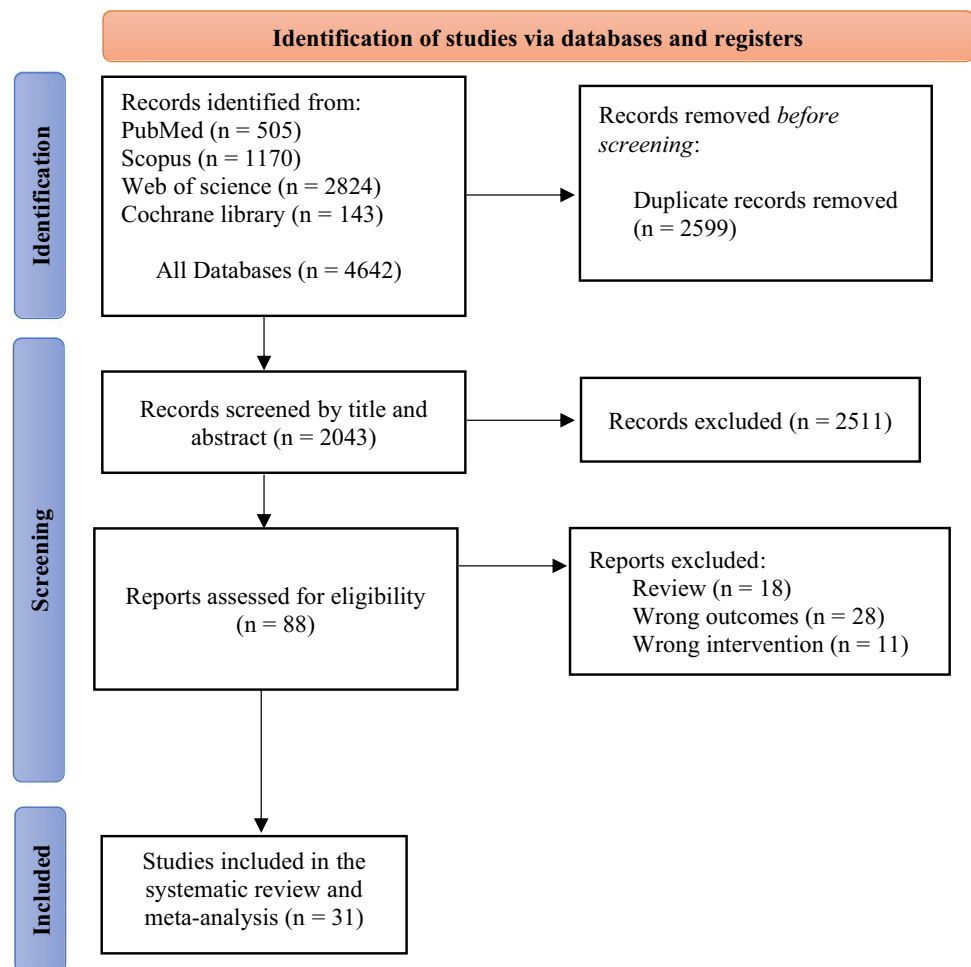 Identification of studies via databases and registers
Identification
Records identified from:
PubMed (n = 505)
Scopus (n = 1170)
Web of science (n = 2824)
Cochrane library (n = 143)
All Databases (n = 4642)
Records removed before
screening:
Duplicate records removed
(n = 2599)
Screening
Records screened by title and
abstract (n = 2043)
Records excluded (n = 2511)
Reports assessed for eligibility
(n = 88)
Reports excluded:
Review (n = 18)
Wrong outcomes (n = 28)
Wrong intervention (n = 11)
Included
Studies included in the
systematic review and
meta-analysis (n = 31)